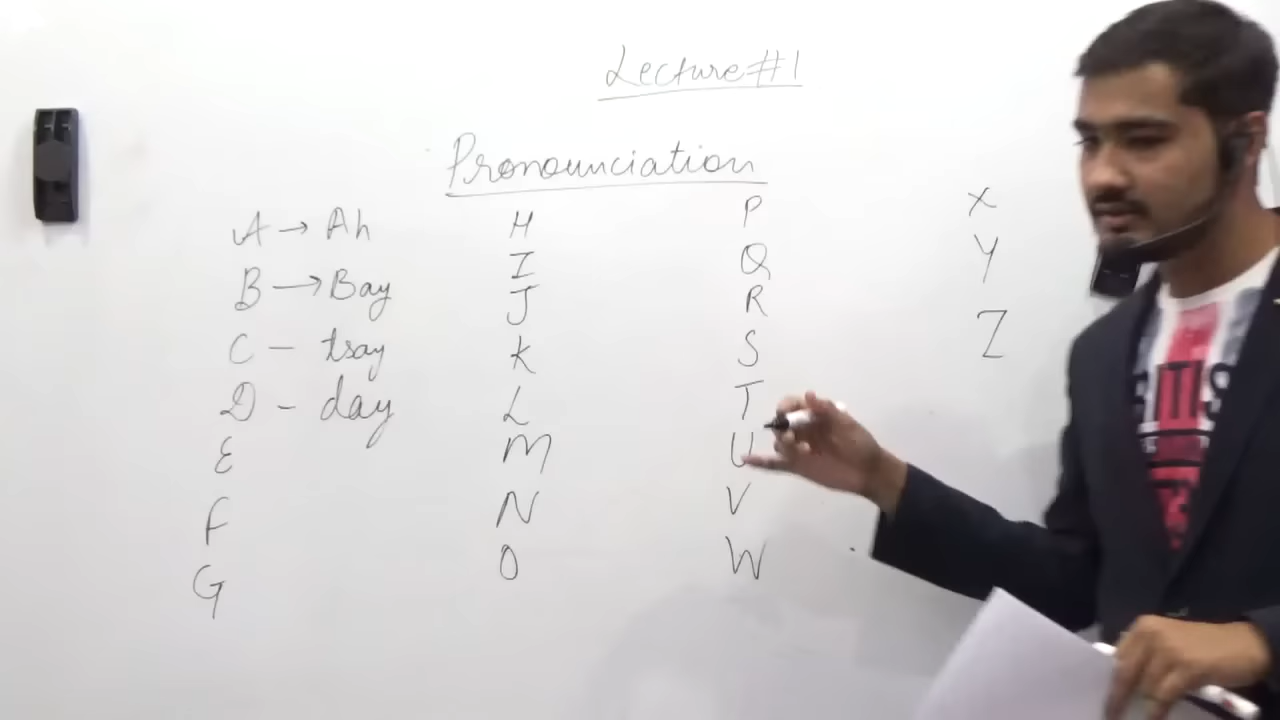 Lecture #1
Pronounciation
A → Ah
B → Bay
C - tsay
D - day
E
F
G
H
I
J
K
L
M
N
O
P
Q
R
S
T
U
V
W
X
Y
Z